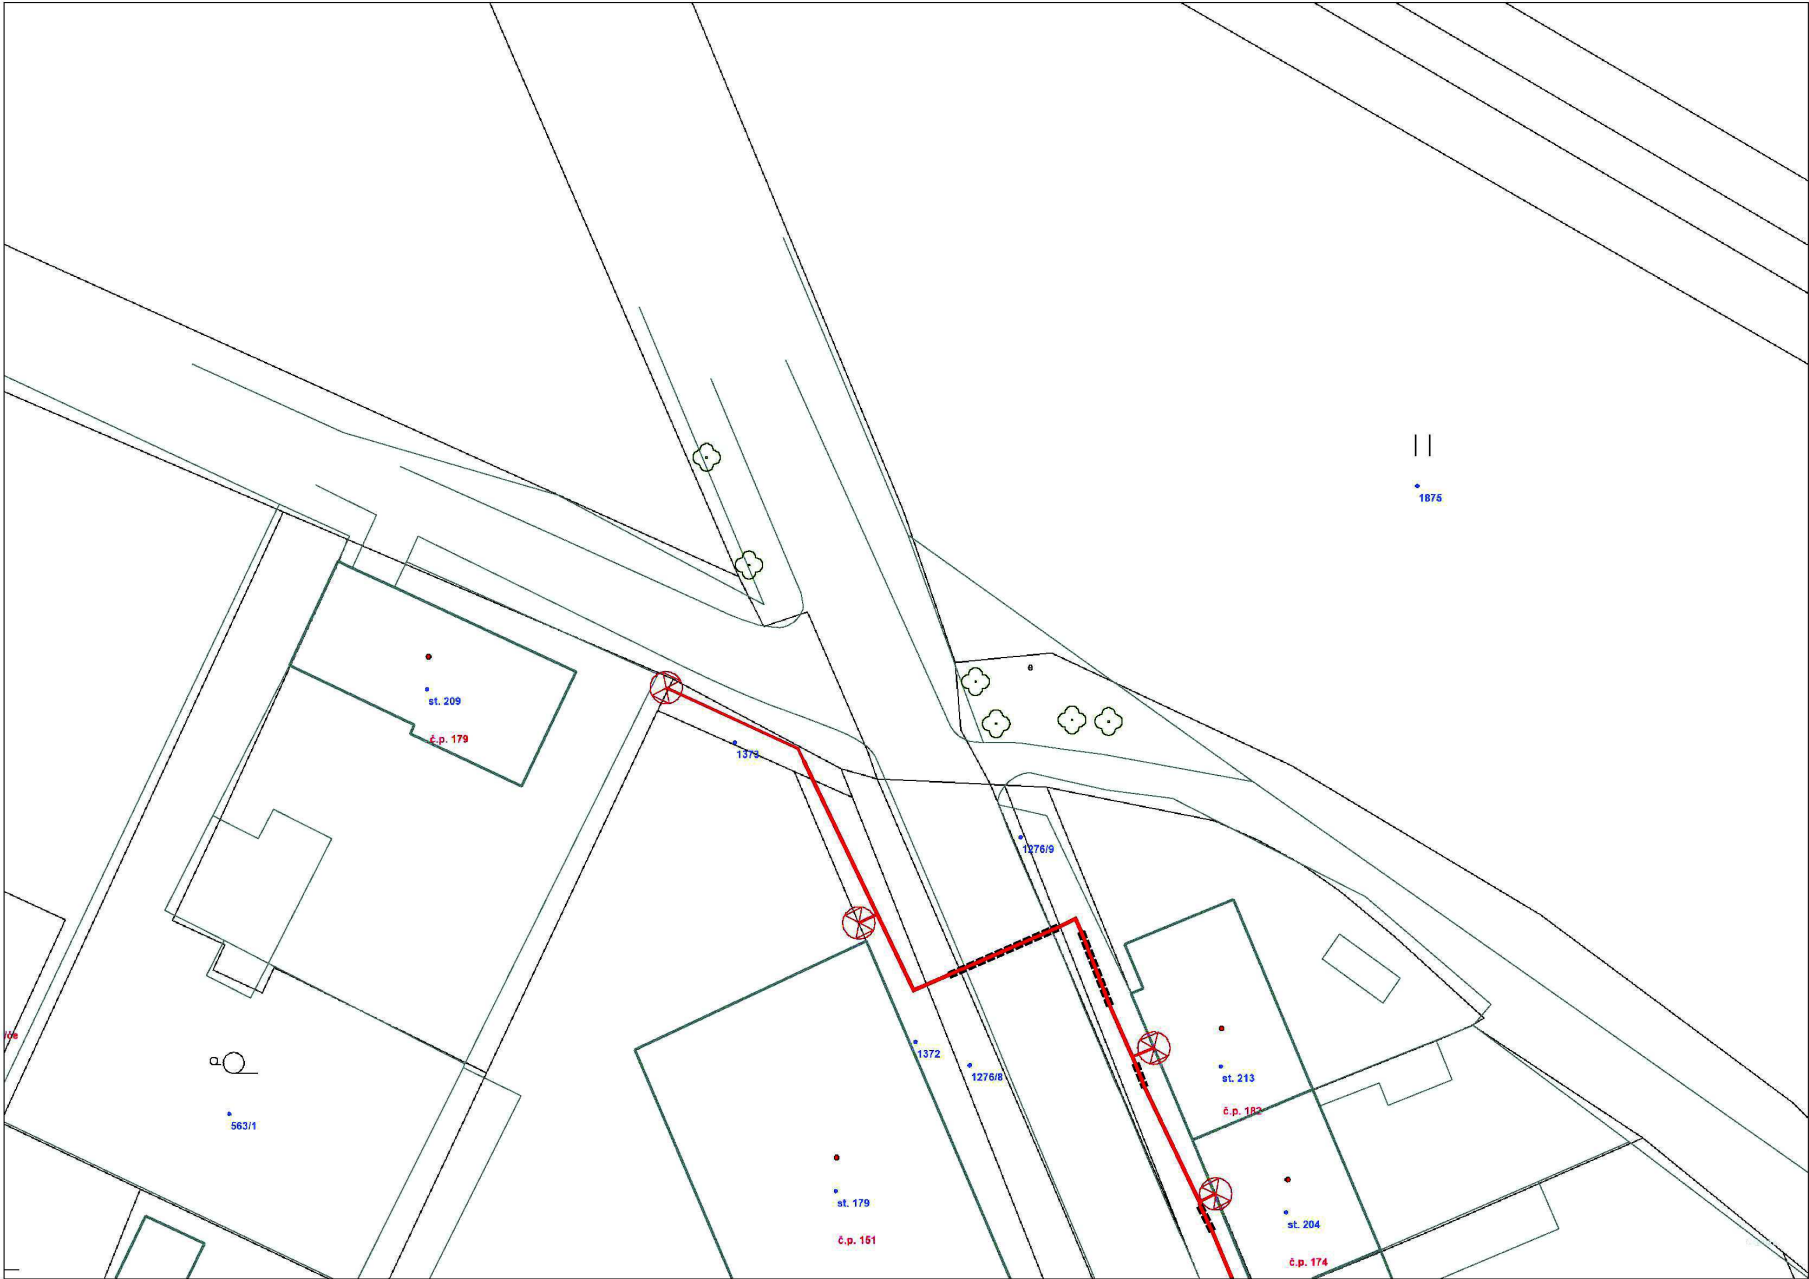 1875
st. 209
č.p. 179
1373
1276/9
1372
1276/8
st. 213
č.p. 182
563/1
st. 179
č.p. 151
st. 204
č.p. 174